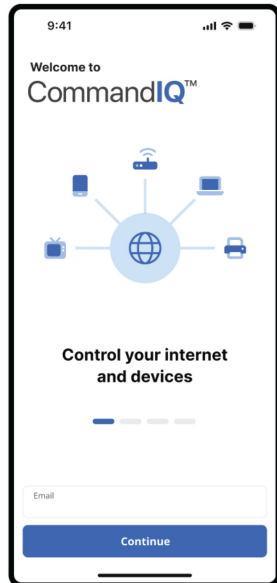 9:41
Welcome to
CommandIQ™
Control your internet
and devices
Email
Continue